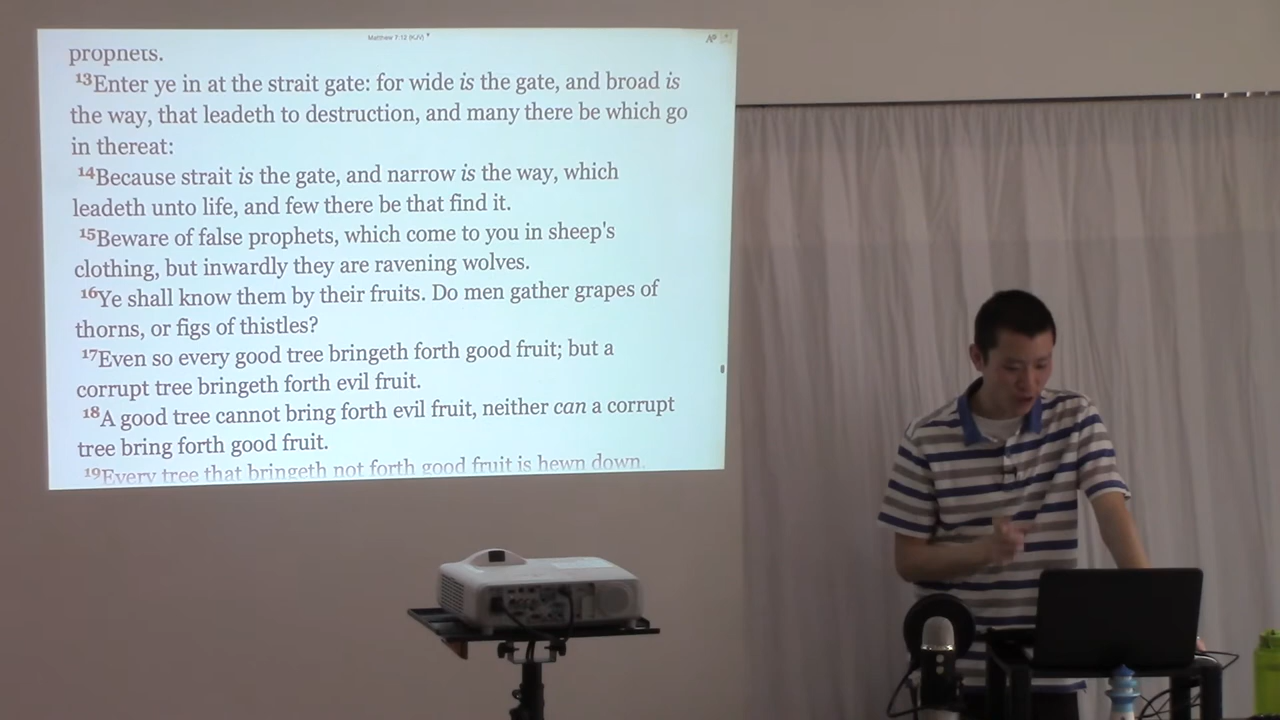 Matthew 7:12 (KJV)
prophets.
13Enter ye in at the strait gate: for wide is the gate, and broad is
the way, that leadeth to destruction, and many there be which go
in thereat:
14Because strait is the gate, and narrow is the way, which
leadeth unto life, and few there be that find it.
15Beware of false prophets, which come to you in sheep's
clothing, but inwardly they are ravening wolves.
16Ye shall know them by their fruits. Do men gather grapes of
thorns, or figs of thistles?
17Even so every good tree bringeth forth good fruit; but a
corrupt tree bringeth forth evil fruit.
18A good tree cannot bring forth evil fruit, neither can a corrupt
tree bring forth good fruit.
19Every tree that bringeth not forth good fruit is hewn down,